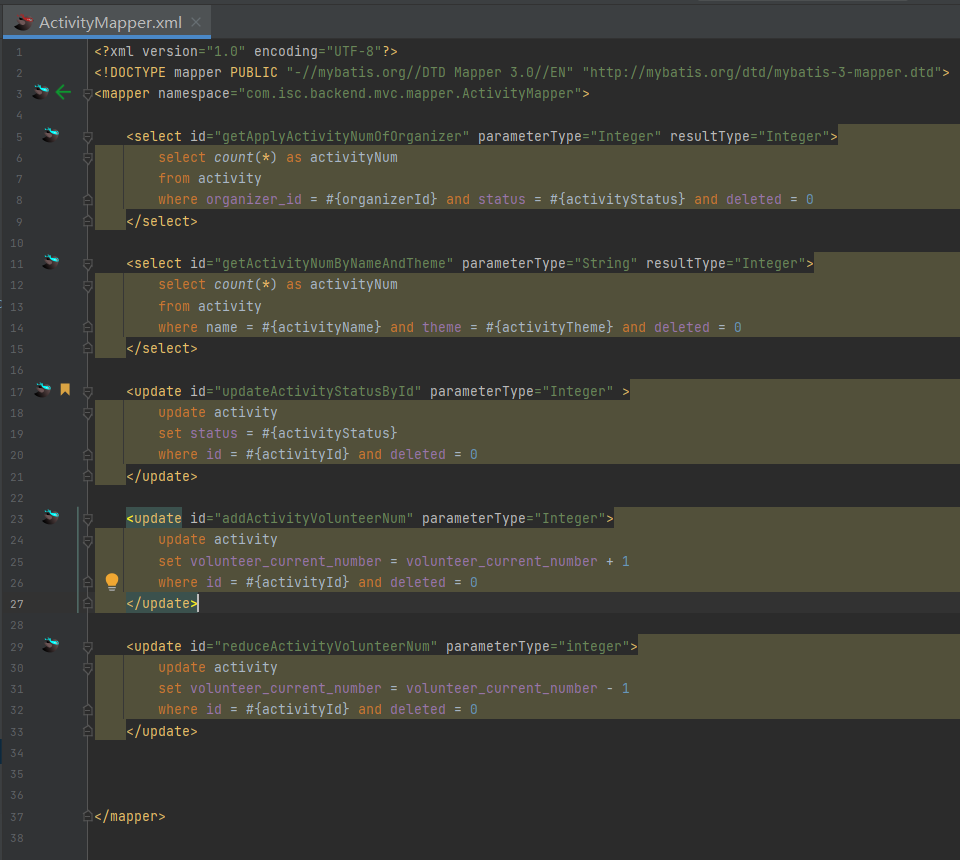 ActivityMapper.xml
1 <?xml version="1.0" encoding="UTF-8"?>
2 <!DOCTYPE mapper PUBLIC "-//mybatis.org//DTD Mapper 3.0//EN" "http://mybatis.org/dtd/mybatis-3-mapper.dtd">
3 <mapper namespace="com.isc.backend.mvc.mapper.ActivityMapper">
4
5     <select id="getApplyActivityNumOfOrganizer" parameterType="Integer" resultType="Integer">
6         select count(*) as activityNum
7         from activity
8         where organizer_id = #{organizerId} and status = #{activityStatus} and deleted = 0
9     </select>
10
11     <select id="getActivityNumByNameAndTheme" parameterType="String" resultType="Integer">
12         select count(*) as activityNum
13         from activity
14         where name = #{activityName} and theme = #{activityTheme} and deleted = 0
15     </select>
16
17     <update id="updateActivityStatusById" parameterType="Integer" >
18         update activity
19         set status = #{activityStatus}
20         where id = #{activityId} and deleted = 0
21     </update>
22
23     <update id="addActivityVolunteerNum" parameterType="Integer">
24         update activity
25         set volunteer_current_number = volunteer_current_number + 1
26         where id = #{activityId} and deleted = 0
27     </update>
28
29     <update id="reduceActivityVolunteerNum" parameterType="integer">
30         update activity
31         set volunteer_current_number = volunteer_current_number - 1
32         where id = #{activityId} and deleted = 0
33     </update>
34
35
36
37 </mapper>
38